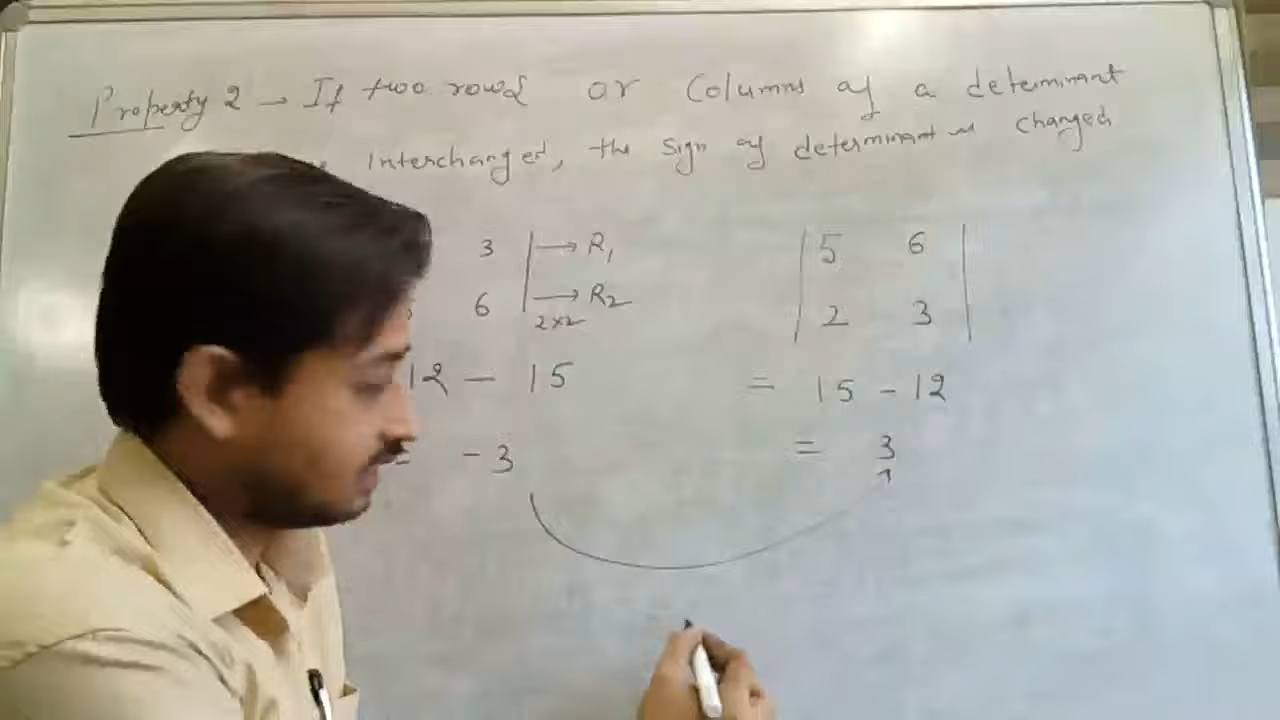 Property 2 → If two rows or Columns of a determinant
Interchanged, the Sign of determinant is changed
3 → R1
6 → R2
2×2
12 - 15
= -3
5 6
2 3
= 15 - 12
= 3